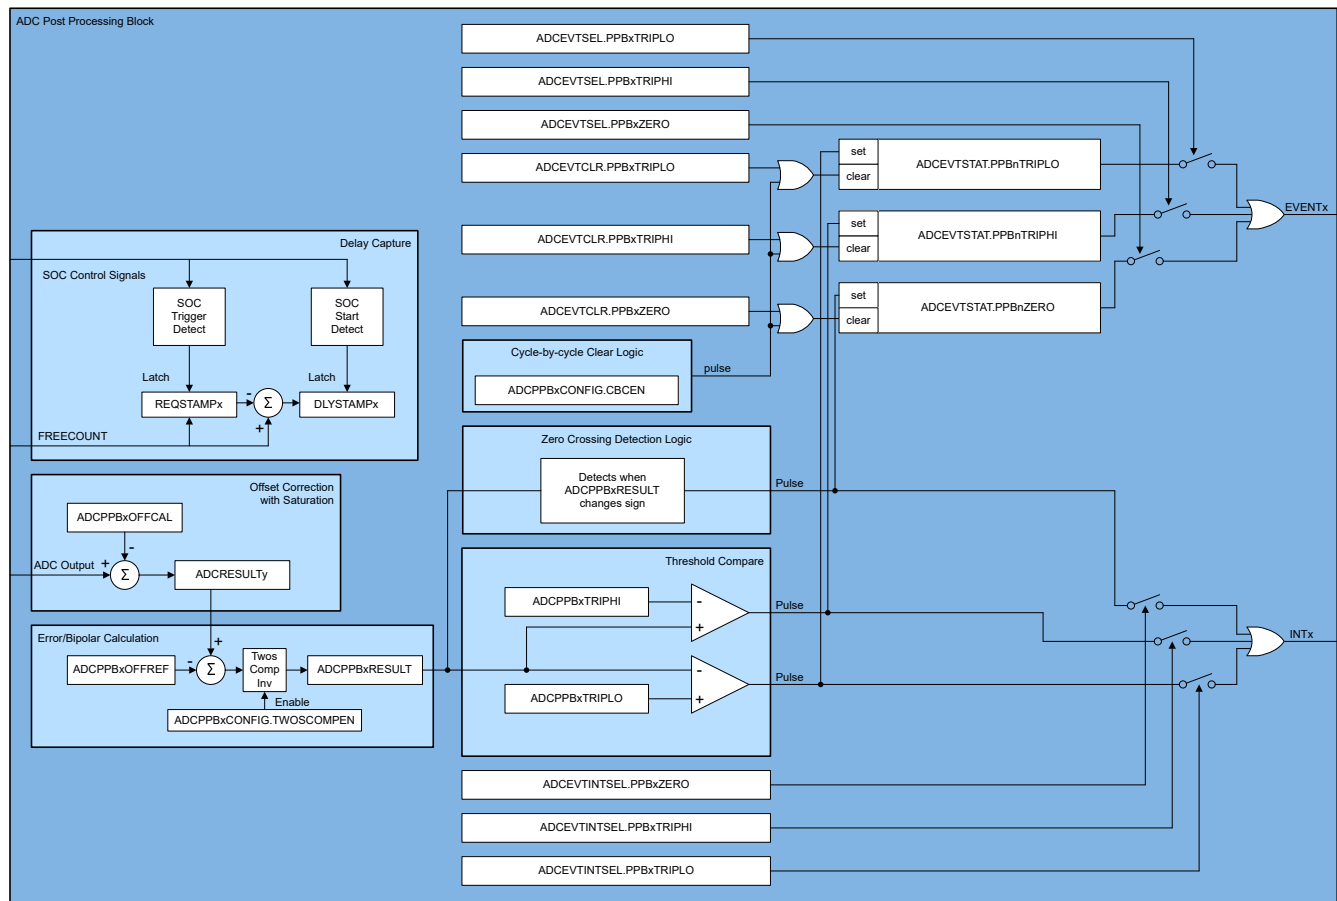 ADC Post Processing Block
ADCEVTSEL.PPBxTRIPLO
ADCEVTSEL.PPBxTRIPHI
ADCEVTSEL.PPBxZERO
ADCEVTCLR.PPBxTRIPLO
set
clear
ADCEVTSTAT.PPBnTRIPLO
EVENTx
ADCEVTCLR.PPBxTRIPHI
set
clear
ADCEVTSTAT.PPBnTRIPHI
ADCEVTCLR.PPBxZERO
set
clear
ADCEVTSTAT.PPBnZERO
Delay Capture
SOC Control Signals
SOC
Trigger
Detect
SOC
Start
Detect
Latch
Latch
REQSTAMPx
-
Σ
+
DLYSTAMPx
FREECOUNT
Cycle-by-cycle Clear Logic
ADCPPBxCONFIG.CBCEN
pulse
Zero Crossing Detection Logic
Detects when
ADCPPBxRESULT
changes sign
Pulse
Offset Correction
with Saturation
ADCPPBxOFFCAL
-
ADC Output
+
Σ
ADCRESULTy
Threshold Compare
ADCPPBxTRIPHI
-
+
Pulse
ADCPPBxTRIPLO
-
+
Pulse
INTx
Error/Bipolar Calculation
+
ADCPPBxOFFREF
-
Σ
Twos
Comp
Inv
ADCPPBxRESULT
Enable
ADCPPBxCONFIG.TWOSCOMPEN
ADCEVTINTSEL.PPBxZERO
ADCEVTINTSEL.PPBxTRIPHI
ADCEVTINTSEL.PPBxTRIPLO